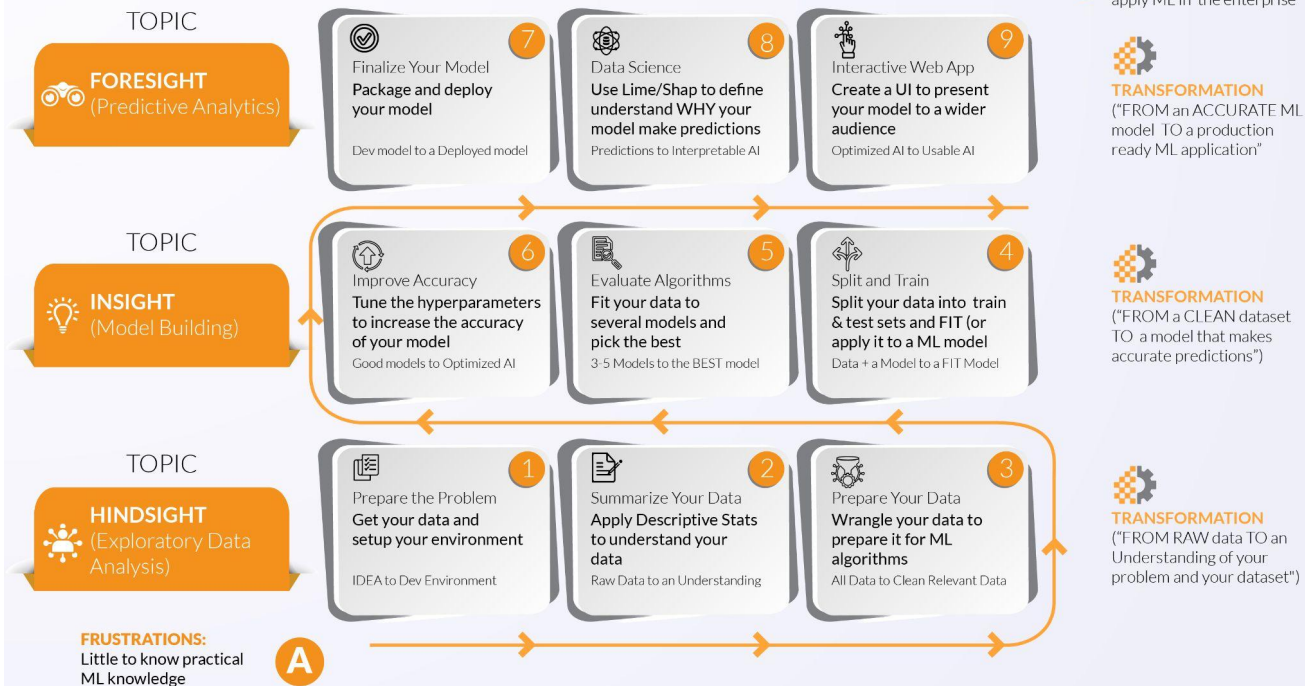 apply ML in the enterprise
TOPIC
FORESIGHT
(Predictive Analytics)
7
Finalize Your Model
Package and deploy
your model
Dev model to a Deployed model
8
Data Science
Use Lime/Shap to define
understand WHY your
model make predictions
Predictions to Interpretable AI
9
Interactive Web App
Create a UI to present
your model to a wider
audience
Optimized AI to Usable AI
TRANSFORMATION
("FROM an ACCURATE ML
model TO a production
ready ML application"
TOPIC
INSIGHT
(Model Building)
6
Improve Accuracy
Tune the hyperparameters
to increase the accuracy
of your model
Good models to Optimized AI
5
Evaluate Algorithms
Fit your data to
several models and
pick the best
3-5 Models to the BEST model
4
Split and Train
Split your data into train
& test sets and FIT (or
apply it to a ML model
Data + a Model to a FIT Model
TRANSFORMATION
("FROM a CLEAN dataset
TO a model that makes
accurate predictions")
TOPIC
HINDSIGHT
(Exploratory Data
Analysis)
1
Prepare the Problem
Get your data and
setup your environment
IDEA to Dev Environment
2
Summarize Your Data
Apply Descriptive Stats
to understand your
data
Raw Data to an Understanding
3
Prepare Your Data
Wrangle your data to
prepare it for ML
algorithms
All Data to Clean Relevant Data
TRANSFORMATION
("FROM RAW data TO an
Understanding of your
problem and your dataset")
FRUSTRATIONS:
Little to know practical
ML knowledge
A